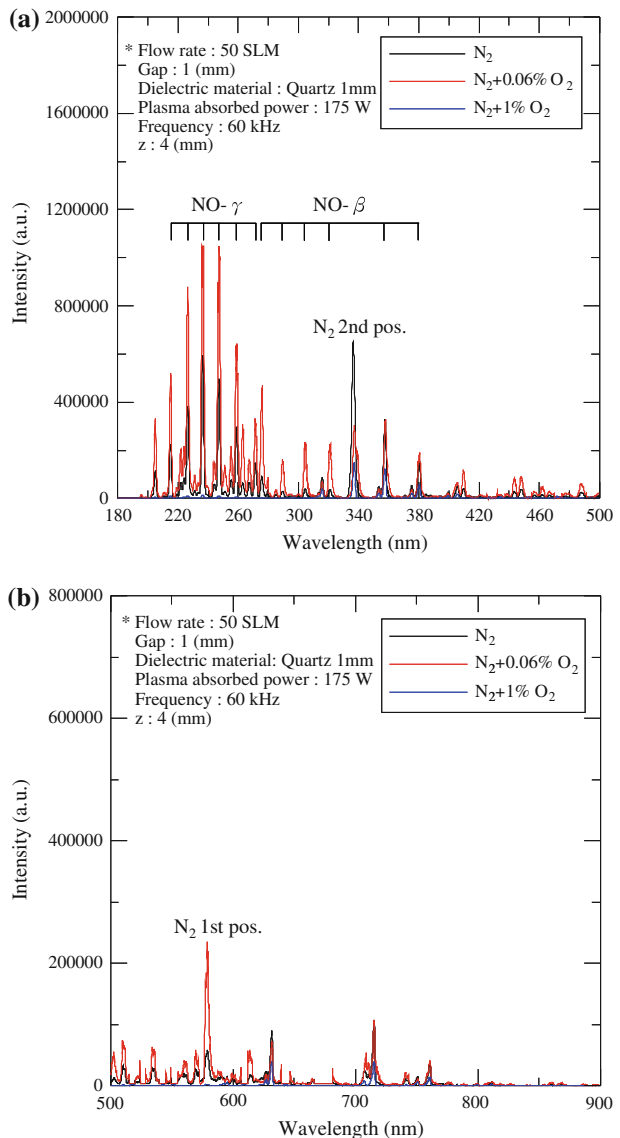 (a)
2000000
1600000
1200000
800000
400000
0
Intensity (a.u.)
* Flow rate : 50 SLM
Gap : 1 (mm)
Dielectric material : Quartz 1mm
Plasma absorbed power : 175 W
Frequency : 60 kHz
z : 4 (mm)
N2
N2+0.06% O2
N2+1% O2
NO- γ
NO- β
N2 2nd pos.
180 220 260 300 340 380 420 460 500
Wavelength (nm)
(b)
800000
600000
400000
200000
0
Intensity (a.u.)
* Flow rate : 50 SLM
Gap : 1 (mm)
Dielectric material: Quartz 1mm
Plasma absorbed power : 175 W
Frequency : 60 kHz
z : 4 (mm)
N2
N2+0.06% O2
N2+1% O2
N2 1st pos.
500 600 700 800 900
Wavelength (nm)